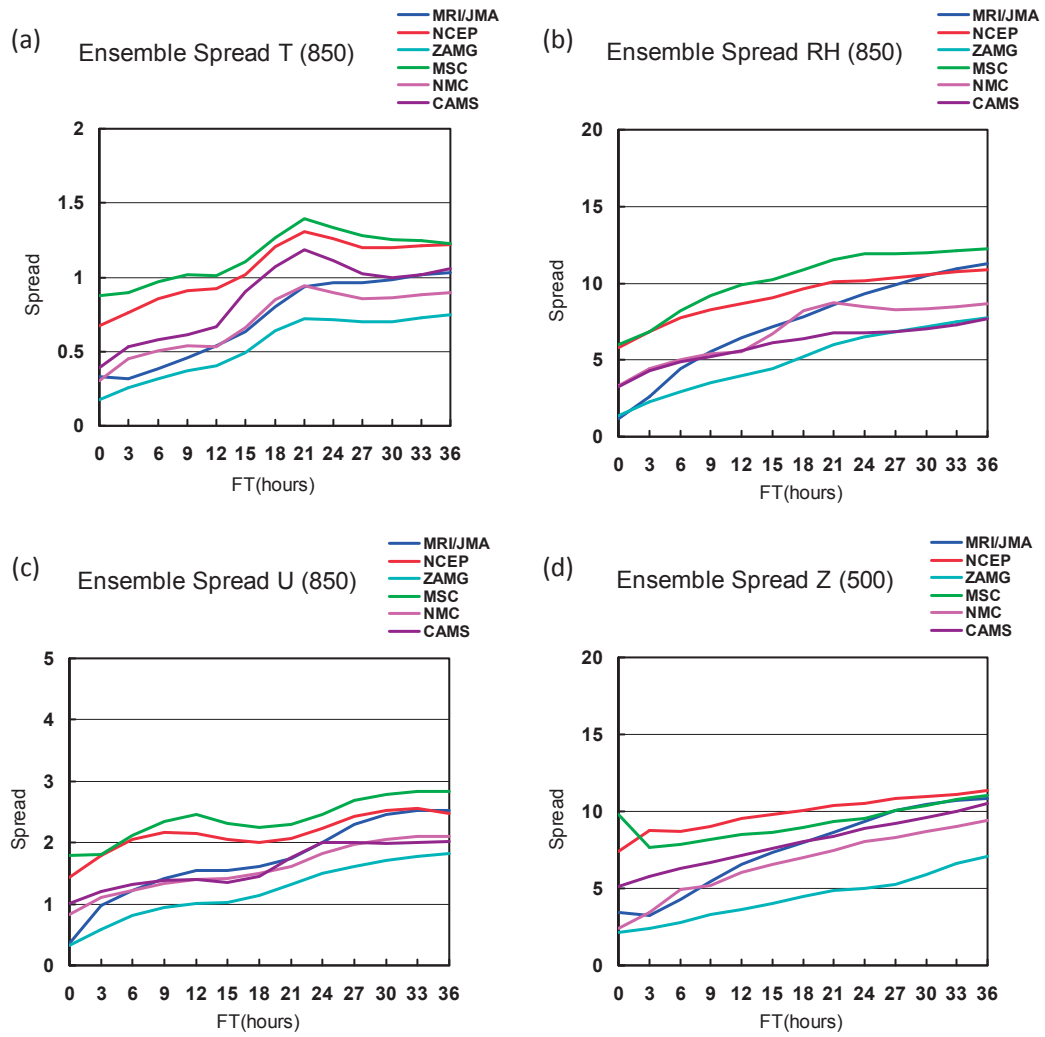 (a)
Ensemble Spread T (850)
MRI/JMA
NCEP
ZAMG
MSC
NMC
CAMS
2
1.5
1
0.5
0
Spread
0 3 6 9 12 15 18 21 24 27 30 33 36
FT(hours)
(b)
Ensemble Spread RH (850)
MRI/JMA
NCEP
ZAMG
MSC
NMC
CAMS
20
15
10
5
0
Spread
0 3 6 9 12 15 18 21 24 27 30 33 36
FT(hours)
(c)
Ensemble Spread U (850)
MRI/JMA
NCEP
ZAMG
MSC
NMC
CAMS
5
4
3
2
1
0
Spread
0 3 6 9 12 15 18 21 24 27 30 33 36
FT(hours)
(d)
Ensemble Spread Z (500)
MRI/JMA
NCEP
ZAMG
MSC
NMC
CAMS
20
15
10
5
0
Spread
0 3 6 9 12 15 18 21 24 27 30 33 36
FT(hours)